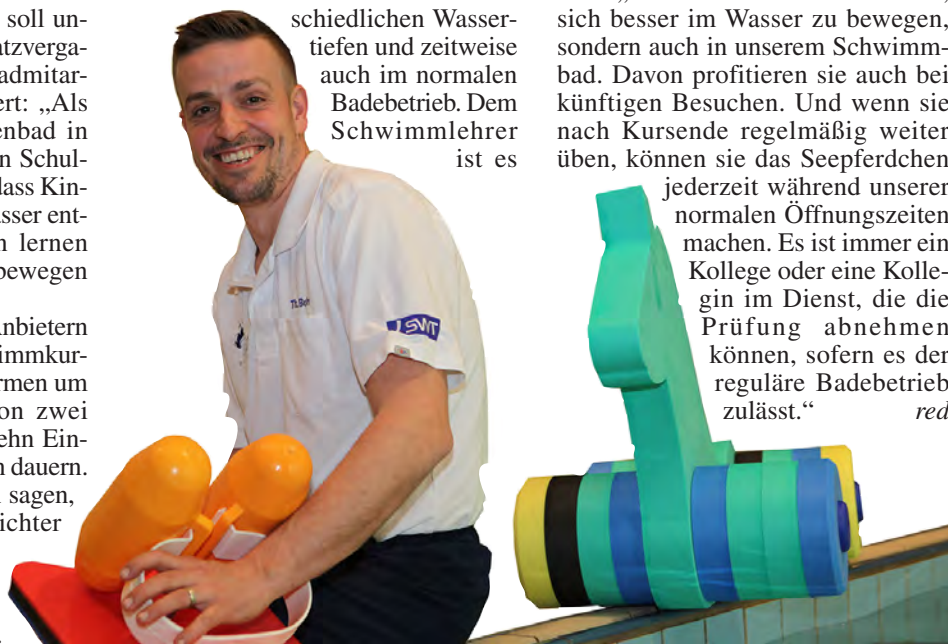 soll un-
atzverga-
admitar-
ert: „Als
enbad in
n Schul-
dass Kin-
asser ent-
n lernen
bewegen
Anbietern
immkur-
rmen um
on zwei
ehn Ein-
n dauern.
sagen,
ichter
schiedlichen Wasser-
tiefen und zeitweise
auch im normalen
Badebetrieb. Dem
Schwimmlehrer
ist es
sich besser im Wasser zu bewegen,
sondern auch in unserem Schwimm-
bad. Davon profitieren sie auch bei
künftigen Besuchen. Und wenn sie
nach Kursende regelmäßig weiter
üben, können sie das Seepferdchen
jederzeit während unserer
normalen Öffnungszeiten
machen. Es ist immer ein
Kollege oder eine Kolle-
gin im Dienst, die die
Prüfung abnehmen
können, sofern es der
reguläre Badebetrieb
zulässt.“ red
SWT